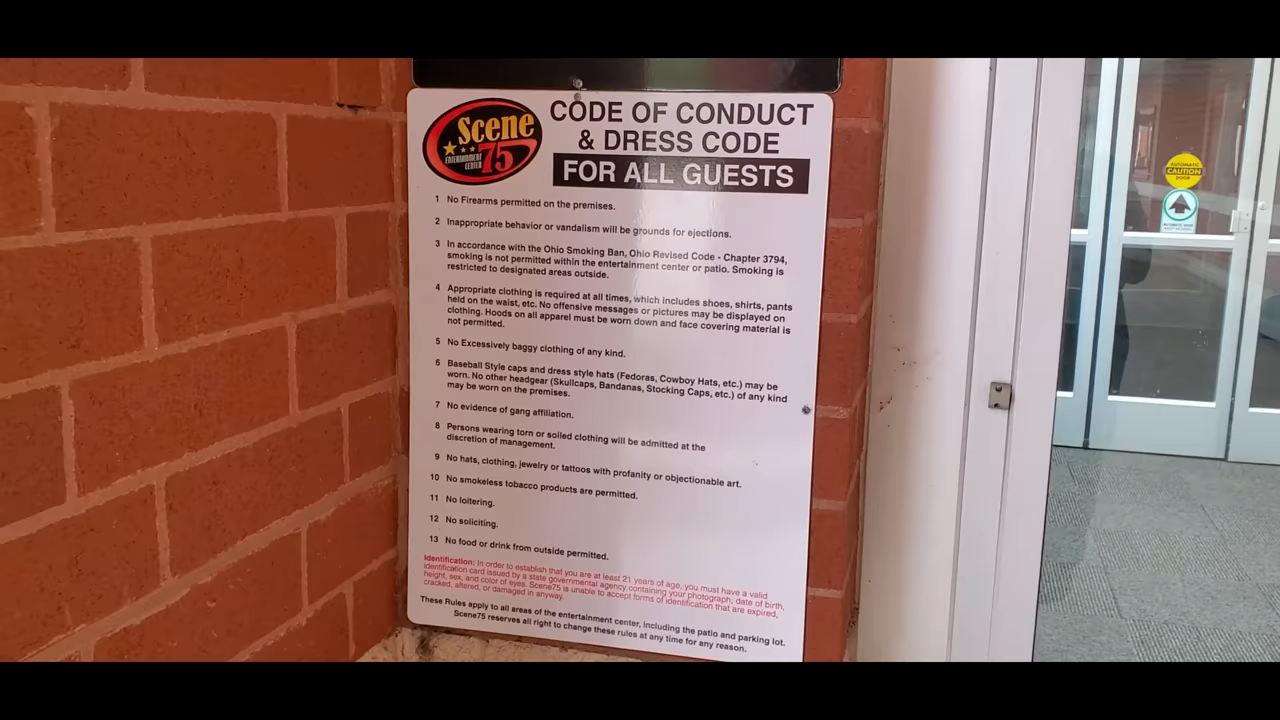 Scene
ENTERTAINMENT
CENTER
75
CODE OF CONDUCT
& DRESS CODE
FOR ALL GUESTS
1 No Firearms permitted on the premises.
2 Inappropriate behavior or vandalism will be grounds for ejections.
3 In accordance with the Ohio Smoking Ban, Ohio Revised Code - Chapter 3794,
smoking is not permitted within the entertainment center or patio. Smoking is
restricted to designated areas outside.
4 Appropriate clothing is required at all times, which includes shoes, shirts, pants
held on the waist, etc. No offensive messages or pictures may be displayed on
clothing. Hoods on all apparel must be worn down and face covering material is
not permitted.
5 No Excessively baggy clothing of any kind.
6 Baseball Style caps and dress style hats (Fedoras, Cowboy Hats, etc.) may be
worn. No other headgear (Skullcaps, Bandanas, Stocking Caps, etc.) of any kind
may be worn on the premises.
7 No evidence of gang affiliation.
8 Persons wearing torn or soiled clothing will be admitted at the
discretion of management.
9 No hats, clothing, jewelry or tattoos with profanity or objectionable art.
10 No smokeless tobacco products are permitted.
11 No loitering.
12 No soliciting.
13 No food or drink from outside permitted.
Identification: In order to establish that you are at least 21 years of age, you must have a valid
identification card issued by a state governmental agency containing your photograph, date of birth,
height, sex, and color of eyes. Scene75 is unable to accept forms of identification that are expired,
cracked, altered, or damaged in anyway.
These Rules apply to all areas of the entertainment center, including the patio and parking lot.
Scene75 reserves all right to change these rules at any time for any reason.
AUTOMATIC
CAUTION
DOOR